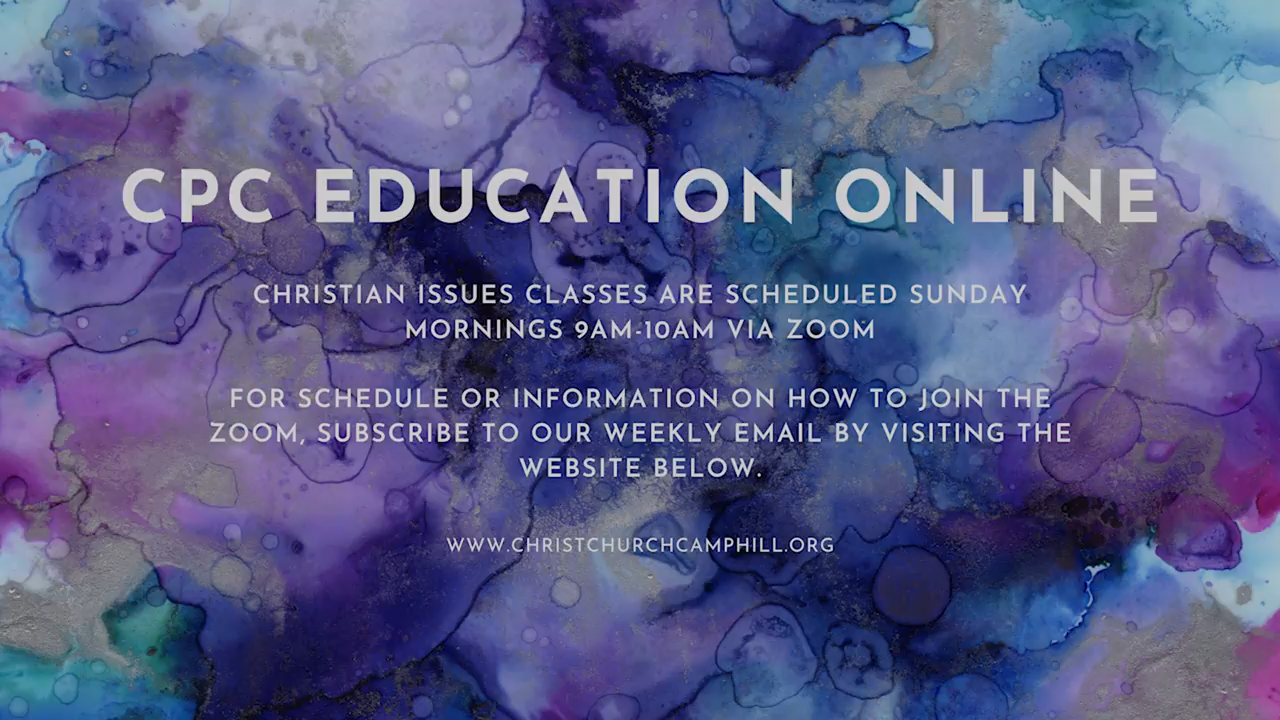 CPC EDUCATION ONLINE
CHRISTIAN ISSUES CLASSES ARE SCHEDULED SUNDAY
MORNINGS 9AM-10AM VIA ZOOM
FOR SCHEDULE OR INFORMATION ON HOW TO JOIN THE
ZOOM, SUBSCRIBE TO OUR WEEKLY EMAIL BY VISITING THE
WEBSITE BELOW.
WWW.CHRISTCHURCHCAMPHILL.ORG